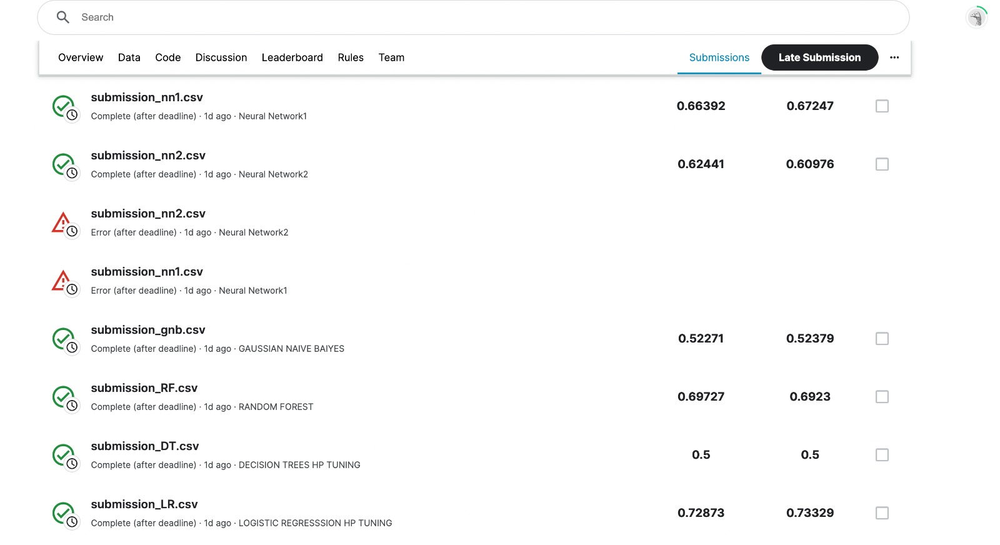 Search
Overview Data Code Discussion Leaderboard Rules Team Submissions Late Submission ···
submission_nn1.csv
0.66392 0.67247
Complete (after deadline) · 1d ago · Neural Network1
submission_nn2.csv
0.62441 0.60976
Complete (after deadline) · 1d ago · Neural Network2
submission_nn2.csv
Error (after deadline) · 1d ago · Neural Network2
submission_nn1.csv
Error (after deadline) · 1d ago · Neural Network1
submission_gnb.csv
0.52271 0.52379
Complete (after deadline) · 1d ago · GAUSSIAN NAIVE BAIYES
submission_RF.csv
0.69727 0.6923
Complete (after deadline) · 1d ago · RANDOM FOREST
submission_DT.csv
0.5 0.5
Complete (after deadline) · 1d ago · DECISION TREES HP TUNING
submission_LR.csv
0.72873 0.73329
Complete (after deadline) · 1d ago · LOGISTIC REGRESSSION HP TUNING